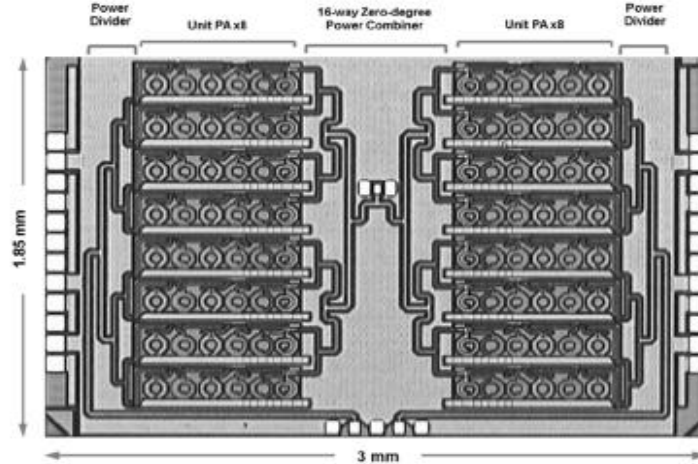 Power
Divider
Unit PA x8
16-way Zero-degree
Power Combiner
Unit PA x8
Power
Divider
1.85 mm
3 mm